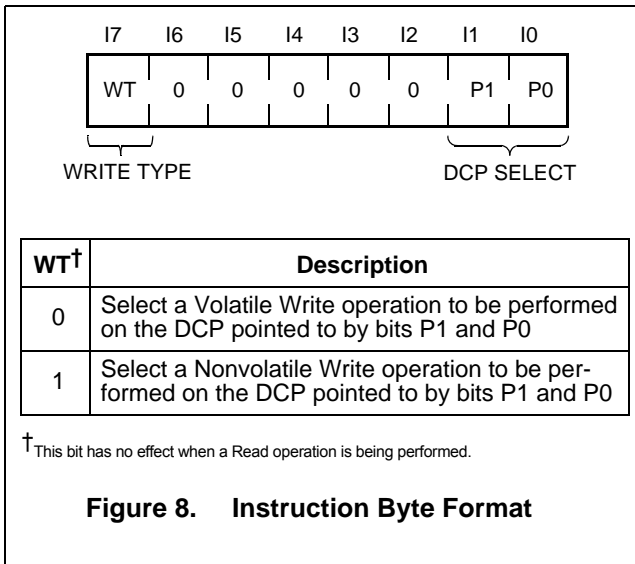 I7 I6 I5 I4 I3 I2 I1 I0
WT 0 0 0 0 0 P1 P0
WRITE TYPE DCP SELECT
WT† Description
0 Select a Volatile Write operation to be performed
on the DCP pointed to by bits P1 and P0
1 Select a Nonvolatile Write operation to be per-
formed on the DCP pointed to by bits P1 and P0
†This bit has no effect when a Read operation is being performed.
Figure 8. Instruction Byte Format